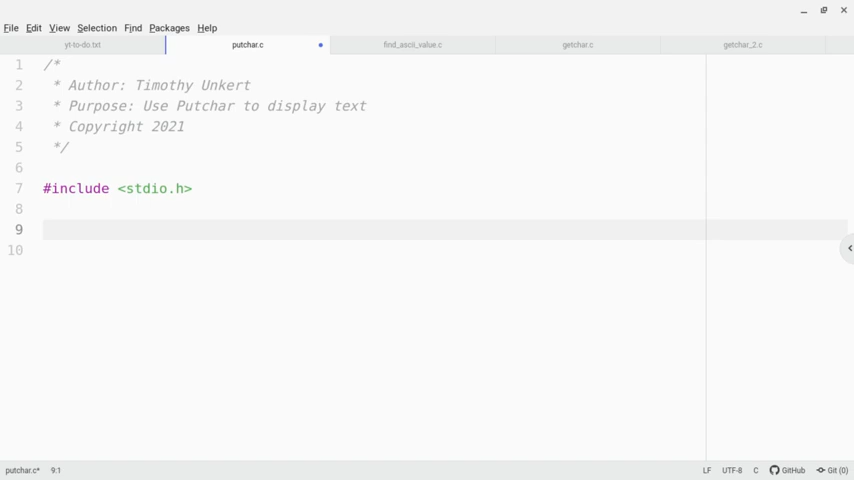 File Edit View Selection Find Packages Help
yt-to-do.txt putchar.c find_ascii_value.c getchar.c getchar_2.c
1 /*
2 * Author: Timothy Unkert
3 * Purpose: Use Putchar to display text
4 * Copyright 2021
5 */
6
7 #include <stdio.h>
8
9
10
putchar.c* 9:1 LF UTF-8 C GitHub Git (0)